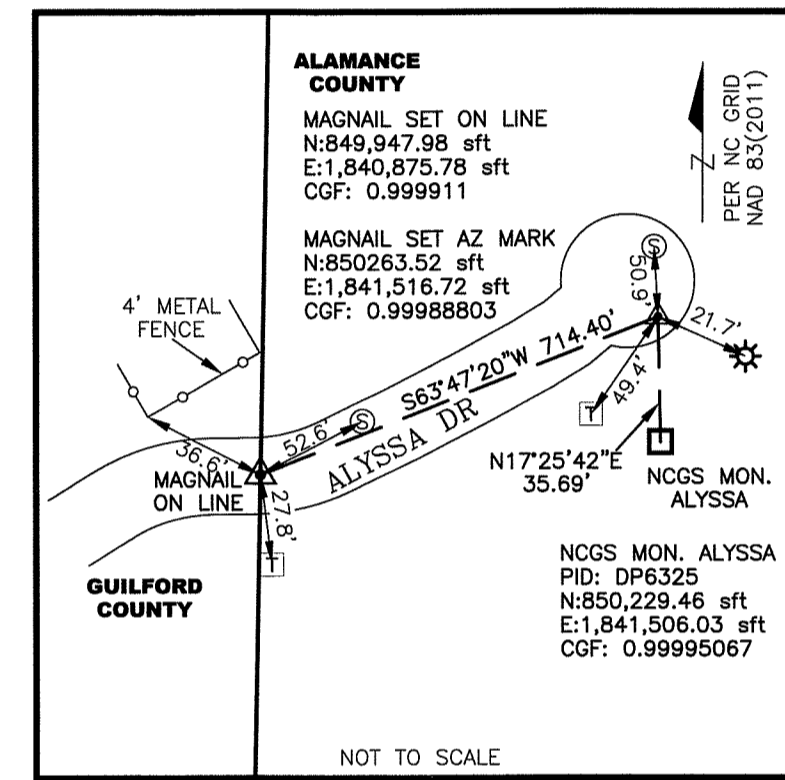 ALAMANCE
COUNTY
MAGNAIL SET ON LINE
N:849,947.98 sft
E:1,840,875.78 sft
CGF: 0.999911
MAGNAIL SET AZ MARK
N:850263.52 sft
E:1,841,516.72 sft
CGF: 0.99988803
Z
PER NC GRID
NAD 83(2011)
4' METAL
FENCE
S
50.9'
21.7'
S63°47'20"W 714.40'
49.4'
T
S
52.6'
ALYSSA DR
36.6'
MAGNAIL
ON LINE
27.8'
T
N17°25'42"E
35.69'
NCGS MON.
ALYSSA
GUILFORD
COUNTY
NCGS MON. ALYSSA
PID: DP6325
N:850,229.46 sft
E:1,841,506.03 sft
CGF: 0.99995067
NOT TO SCALE